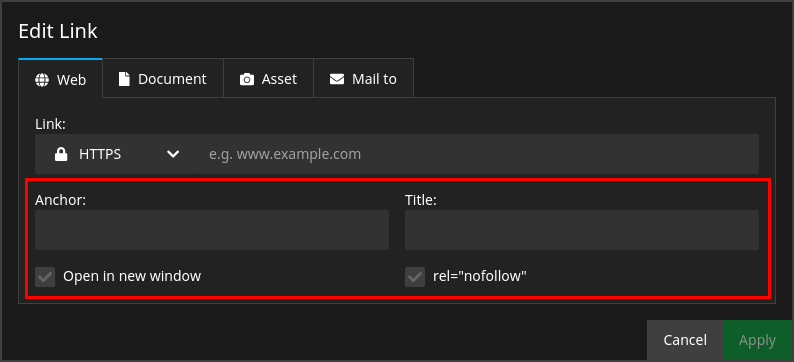 Edit Link
Web Document Asset Mail to
Link:
HTTPS e.g. www.example.com
Anchor: Title:
Open in new window rel="nofollow"
Cancel Apply